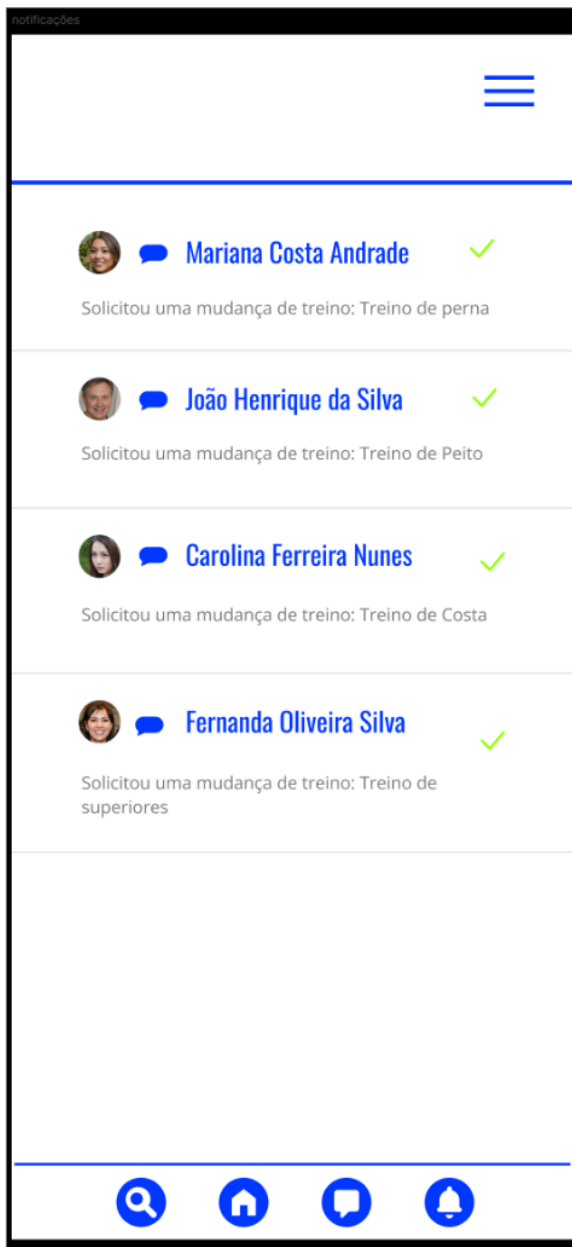 notificações
Mariana Costa Andrade
Solicitou uma mudança de treino: Treino de perna
João Henrique da Silva
Solicitou uma mudança de treino: Treino de Peito
Carolina Ferreira Nunes
Solicitou uma mudança de treino: Treino de Costa
Fernanda Oliveira Silva
Solicitou uma mudança de treino: Treino de
superiores